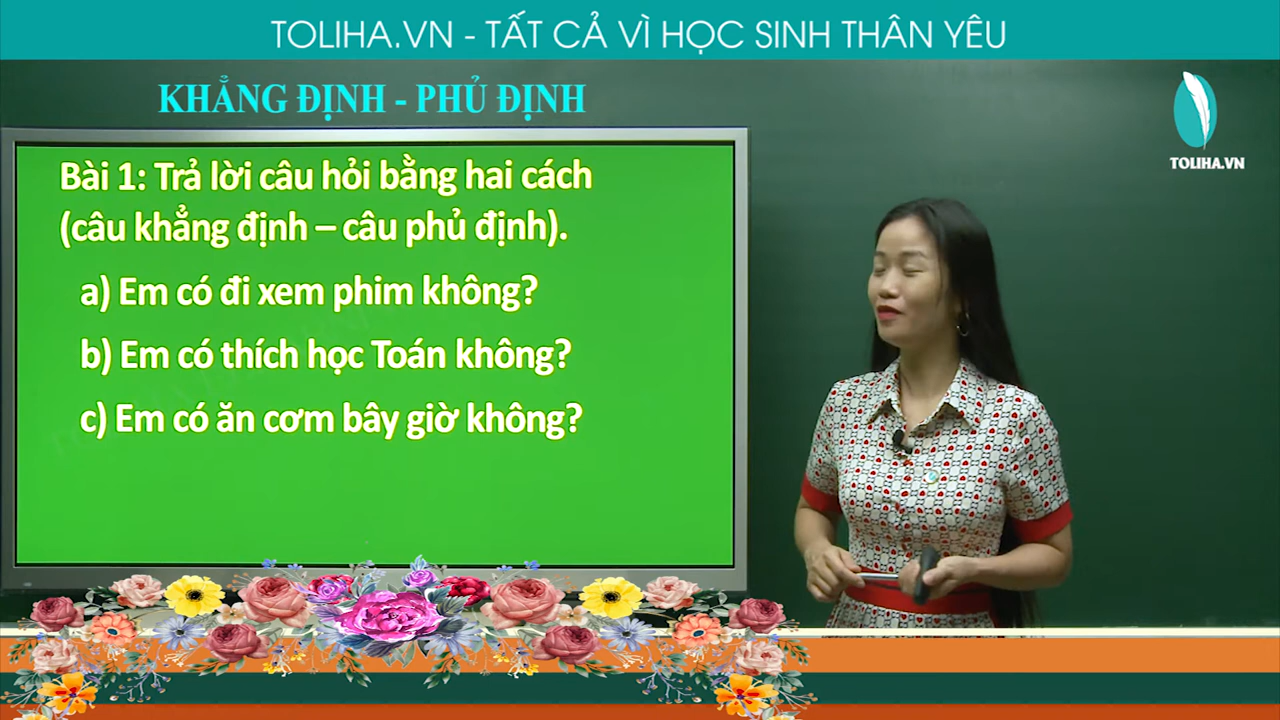 TOLIHA.VN - TẤT CẢ VÌ HỌC SINH THÂN YÊU
KHẲNG ĐỊNH - PHỦ ĐỊNH
TOLIHA.VN
Bài 1: Trả lời câu hỏi bằng hai cách
(câu khẳng định – câu phủ định).
a) Em có đi xem phim không?
b) Em có thích học Toán không?
c) Em có ăn cơm bây giờ không?